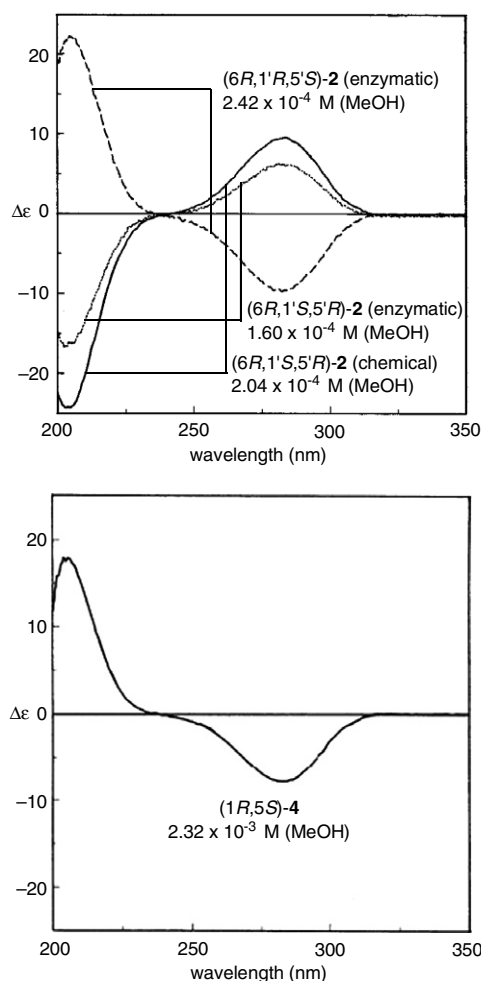 20
(6R,1'R,5'S)-2 (enzymatic)
2.42 x 10-4 M (MeOH)
10
Δε 0
−10
(6R,1'S,5'R)-2 (enzymatic)
1.60 x 10-4 M (MeOH)
(6R,1'S,5'R)-2 (chemical)
−20
2.04 x 10-4 M (MeOH)
200 250 300 350
wavelength (nm)
20
10
Δε 0
(1R,5S)-4
−10
2.32 x 10-3 M (MeOH)
−20
200 250 300 350
wavelength (nm)